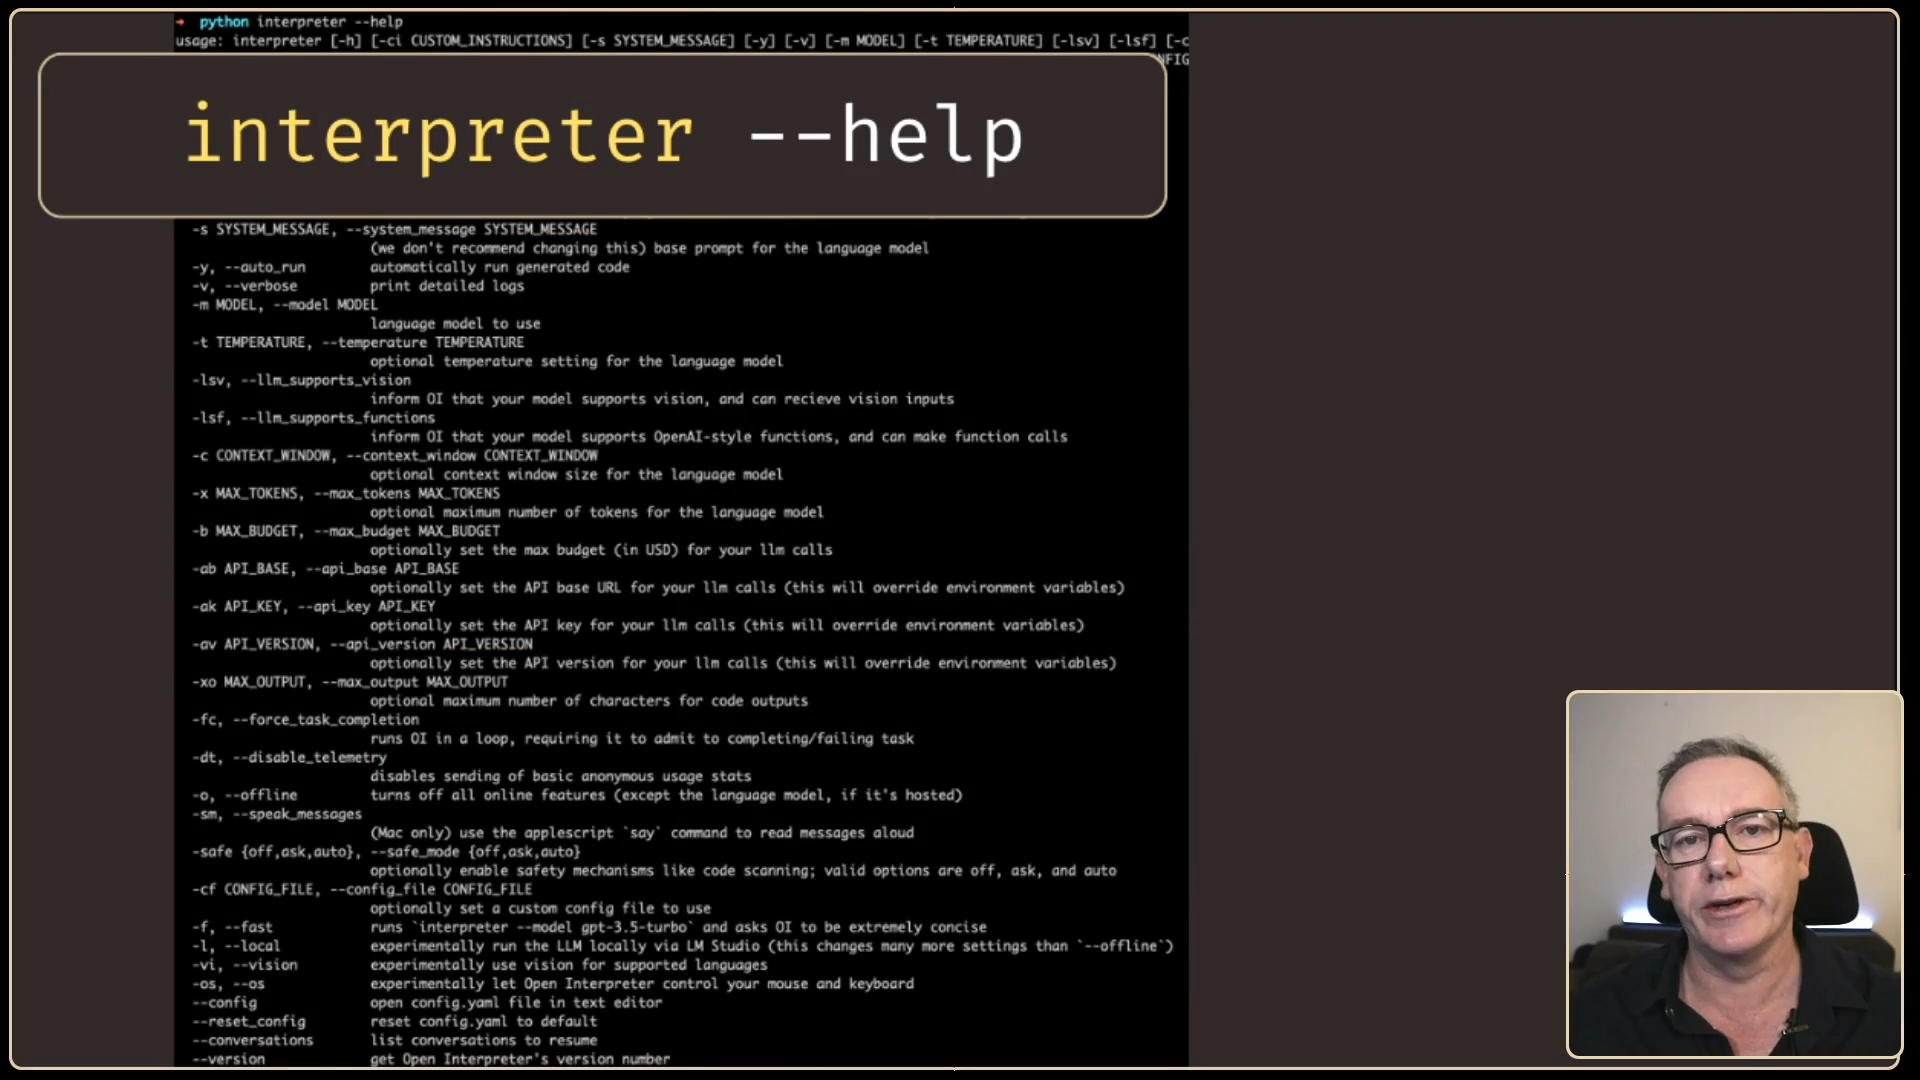 → python interpreter --help
usage: interpreter [-h] [-ci CUSTOM_INSTRUCTIONS] [-s SYSTEM_MESSAGE] [-y] [-v] [-m MODEL] [-t TEMPERATURE] [-lsv] [-lsf] [-c
NFIG
interpreter --help
-s SYSTEM_MESSAGE, --system_message SYSTEM_MESSAGE
(we don't recommend changing this) base prompt for the language model
-y, --auto_run automatically run generated code
-v, --verbose print detailed logs
-m MODEL, --model MODEL
language model to use
-t TEMPERATURE, --temperature TEMPERATURE
optional temperature setting for the language model
-lsv, --llm_supports_vision
inform OI that your model supports vision, and can recieve vision inputs
-lsf, --llm_supports_functions
inform OI that your model supports OpenAI-style functions, and can make function calls
-c CONTEXT_WINDOW, --context_window CONTEXT_WINDOW
optional context window size for the language model
-x MAX_TOKENS, --max_tokens MAX_TOKENS
optional maximum number of tokens for the language model
-b MAX_BUDGET, --max_budget MAX_BUDGET
optionally set the max budget (in USD) for your llm calls
-ab API_BASE, --api_base API_BASE
optionally set the API base URL for your llm calls (this will override environment variables)
-ak API_KEY, --api_key API_KEY
optionally set the API key for your llm calls (this will override environment variables)
-av API_VERSION, --api_version API_VERSION
optionally set the API version for your llm calls (this will override environment variables)
-xo MAX_OUTPUT, --max_output MAX_OUTPUT
optional maximum number of characters for code outputs
-fc, --force_task_completion
runs OI in a loop, requiring it to admit to completing/failing task
-dt, --disable_telemetry
disables sending of basic anonymous usage stats
-o, --offline turns off all online features (except the language model, if it's hosted)
-sm, --speak_messages
(Mac only) use the applescript `say` command to read messages aloud
-safe {off,ask,auto}, --safe_mode {off,ask,auto}
optionally enable safety mechanisms like code scanning; valid options are off, ask, and auto
-cf CONFIG_FILE, --config_file CONFIG_FILE
optionally set a custom config file to use
-f, --fast runs `interpreter --model gpt-3.5-turbo` and asks OI to be extremely concise
-l, --local experimentally run the LLM locally via LM Studio (this changes many more settings than `--offline`)
-vi, --vision experimentally use vision for supported languages
-os, --os experimentally let Open Interpreter control your mouse and keyboard
--config open config.yaml file in text editor
--reset_config reset config.yaml to default
--conversations list conversations to resume
--version get Open Interpreter's version number